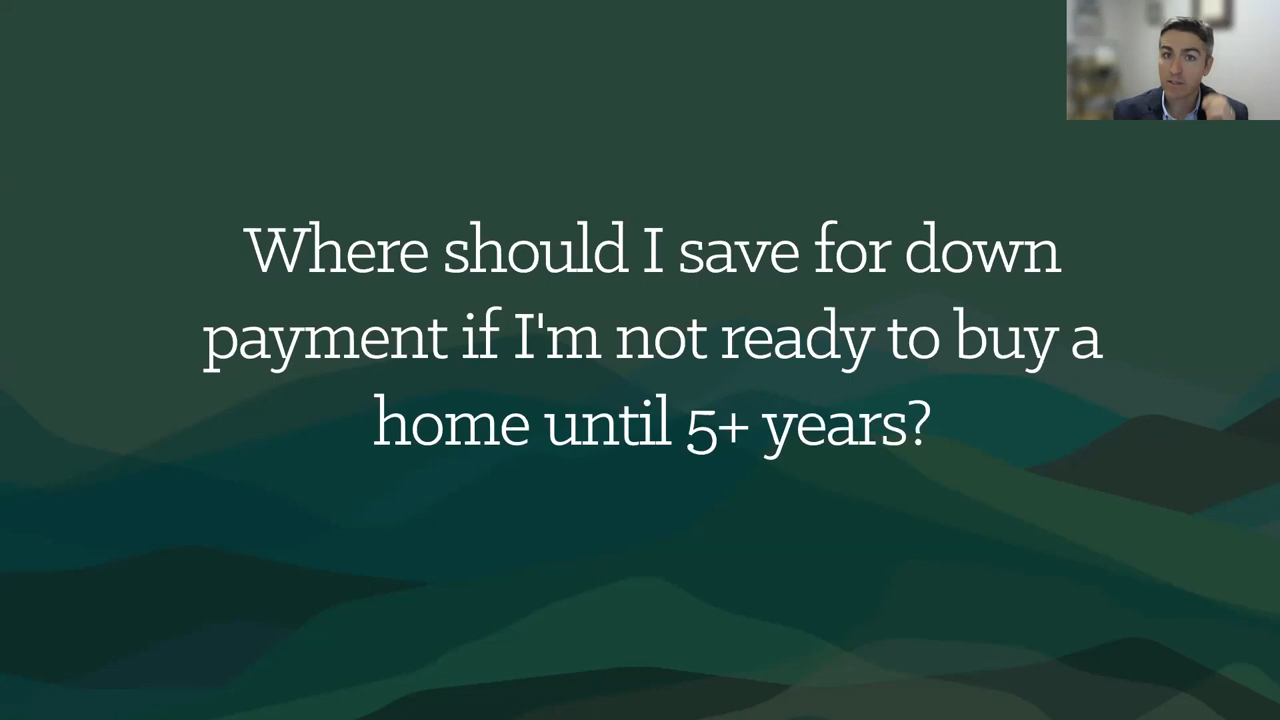 Where should I save for down
payment if I'm not ready to buy a
home until 5+ years?